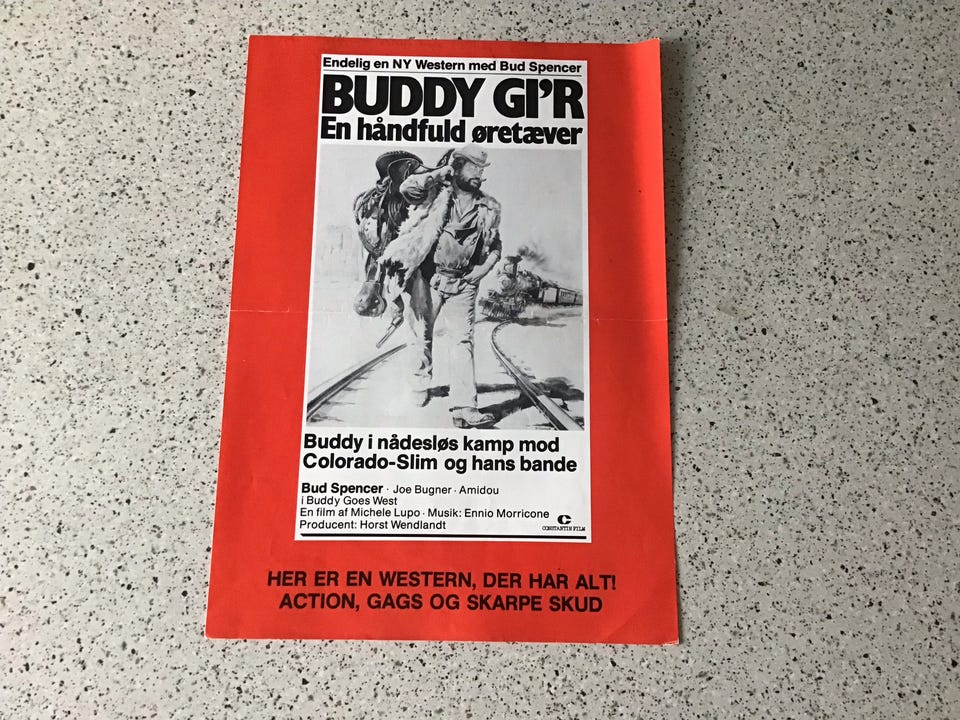 Endelig en NY Western med Bud Spencer
BUDDY GI'R
En håndfuld øretæver
Buddy i nådesløs kamp mod
Colorado-Slim og hans bande
Bud Spencer · Joe Bugner · Amidou
i Buddy Goes West
En film af Michele Lupo · Musik: Ennio Morricone
Producent: Horst Wendlandt
CONSTANTIN FILM
HER ER EN WESTERN, DER HAR ALT!
ACTION, GAGS OG SKARPE SKUD